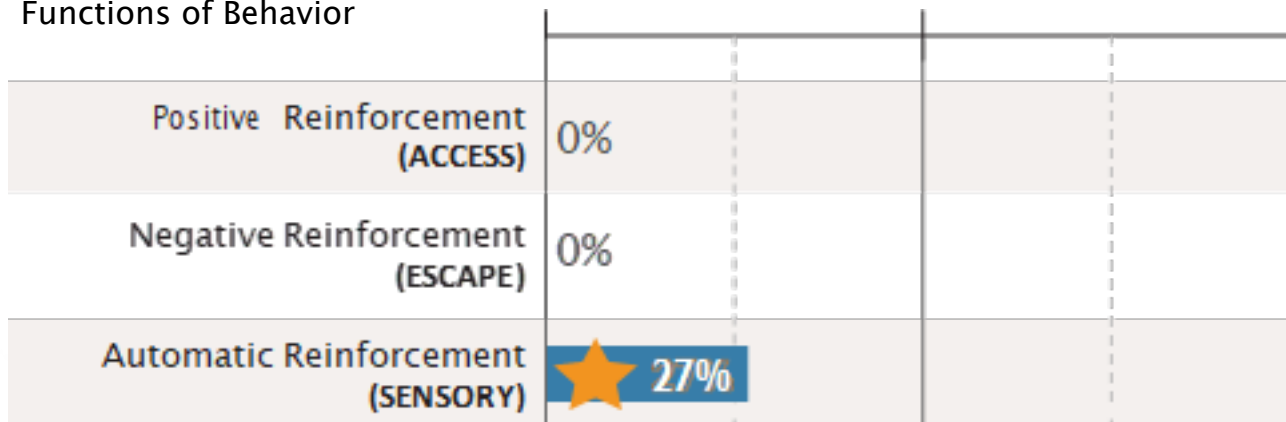 Functions of Behavior
Positive Reinforcement
(ACCESS)
0%
Negative Reinforcement
(ESCAPE)
0%
Automatic Reinforcement
(SENSORY)
27%